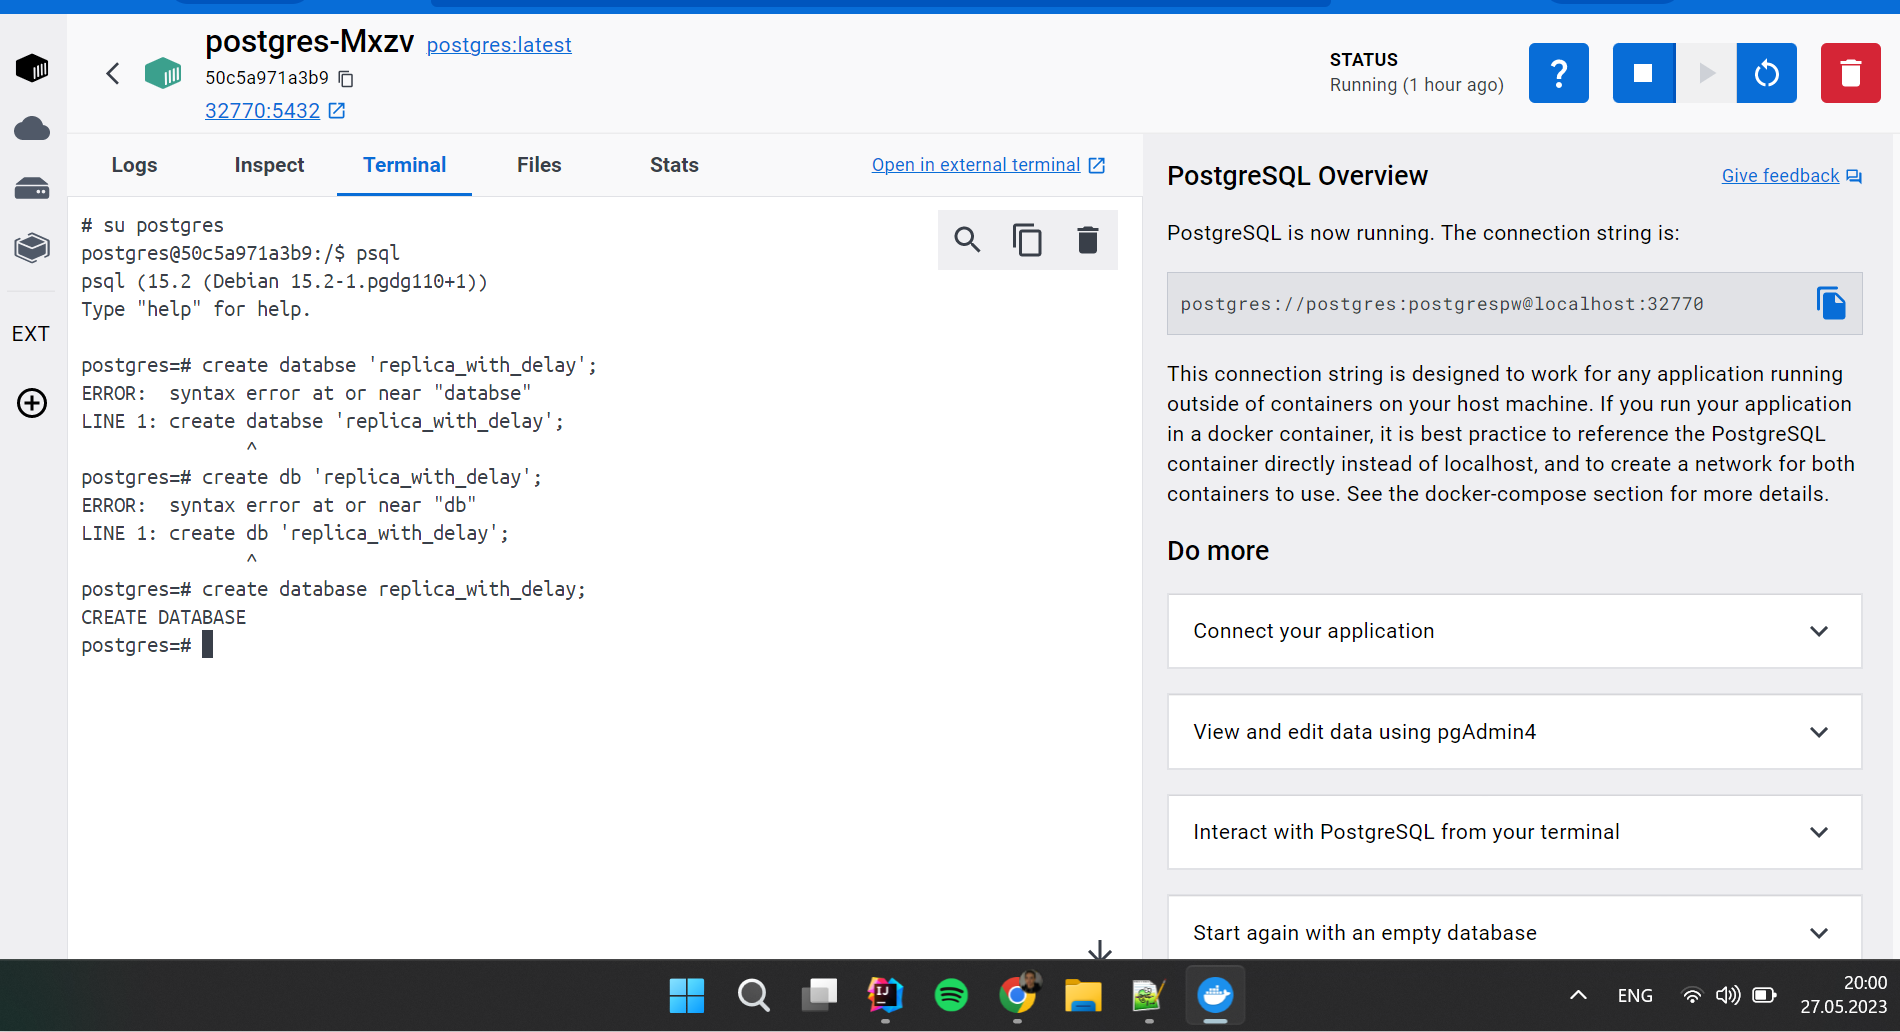 postgres-Mxzv postgres:latest
50c5a971a3b9
32770:5432
STATUS
Running (1 hour ago)
?
EXT
Logs Inspect Terminal Files Stats Open in external terminal
# su postgres
postgres@50c5a971a3b9:/$ psql
psql (15.2 (Debian 15.2-1.pgdg110+1))
Type "help" for help.
postgres=# create databse 'replica_with_delay';
ERROR:  syntax error at or near "databse"
LINE 1: create databse 'replica_with_delay';
^
postgres=# create db 'replica_with_delay';
ERROR:  syntax error at or near "db"
LINE 1: create db 'replica_with_delay';
^
postgres=# create database replica_with_delay;
CREATE DATABASE
postgres=#
PostgreSQL Overview
Give feedback
PostgreSQL is now running. The connection string is:
postgres://postgres:postgrespw@localhost:32770
This connection string is designed to work for any application running
outside of containers on your host machine. If you run your application
in a docker container, it is best practice to reference the PostgreSQL
container directly instead of localhost, and to create a network for both
containers to use. See the docker-compose section for more details.
Do more
Connect your application
View and edit data using pgAdmin4
Interact with PostgreSQL from your terminal
Start again with an empty database
IJ
ENG
20:00
27.05.2023